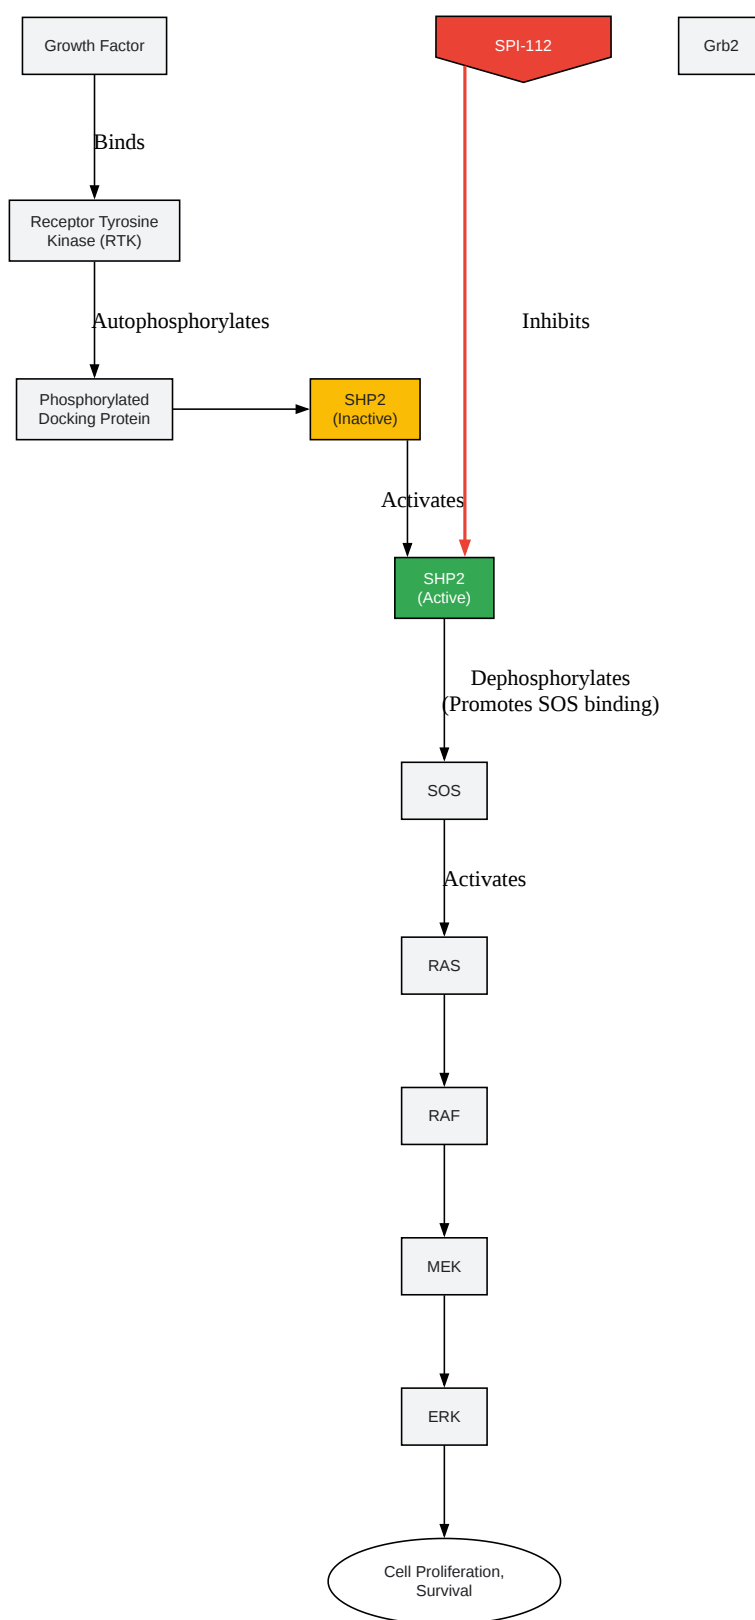 Growth Factor
SPI-112
Grb2
Binds
Receptor Tyrosine
Kinase (RTK)
Autophosphorylates
Inhibits
Phosphorylated
Docking Protein
SHP2
(Inactive)
Activates
SHP2
(Active)
Dephosphorylates
(Promotes SOS binding)
SOS
Activates
RAS
RAF
MEK
ERK
Cell Proliferation,
Survival